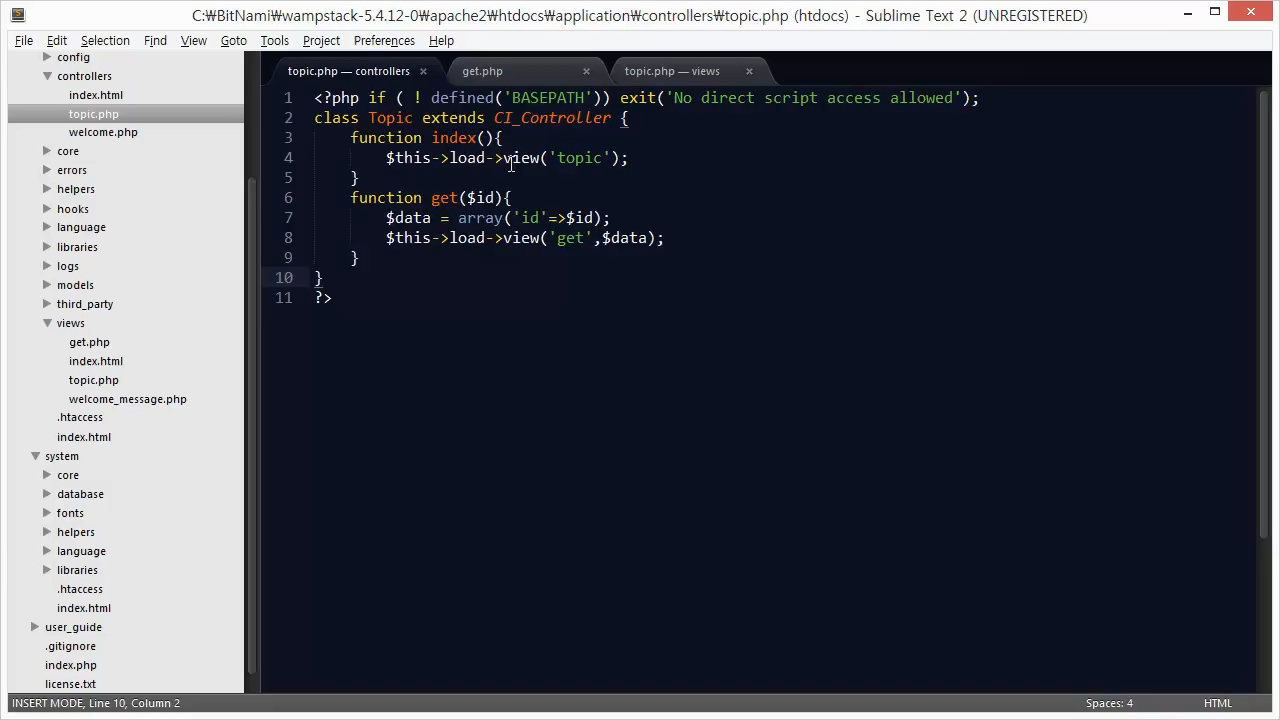 C:₩BitNami₩wampstack-5.4.12-0₩apache2₩htdocs₩application₩controllers₩topic.php (htdocs) - Sublime Text 2 (UNREGISTERED)
File Edit Selection Find View Goto Tools Project Preferences Help
config
controllers
index.html
topic.php
welcome.php
core
errors
helpers
hooks
language
libraries
logs
models
third_party
views
get.php
index.html
topic.php
welcome_message.php
.htaccess
index.html
system
core
database
fonts
helpers
language
libraries
.htaccess
index.html
user_guide
.gitignore
index.php
license.txt
topic.php — controllers get.php topic.php — views
1 <?php if ( ! defined('BASEPATH')) exit('No direct script access allowed');
2 class Topic extends CI_Controller {
3 function index(){
4 $this->load->view('topic');
5 }
6 function get($id){
7 $data = array('id'=>$id);
8 $this->load->view('get',$data);
9 }
10 }
11 ?>
INSERT MODE, Line 10, Column 2 Spaces: 4 HTML